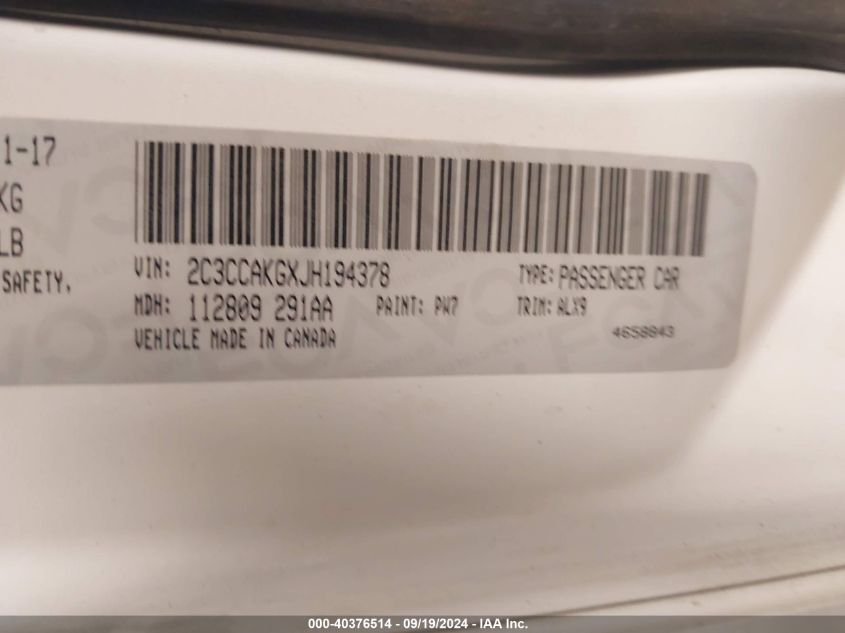 1-17
KG
LB
SAFETY,
VIN: 2C3CCAKGXJH194378 TYPE: PASSENGER CAR
MDH: 112809 291AA PAINT: PW7 TRIM: ALX9
VEHICLE MADE IN CANADA 4658843
000-40376514 - 09/19/2024 - IAA Inc.